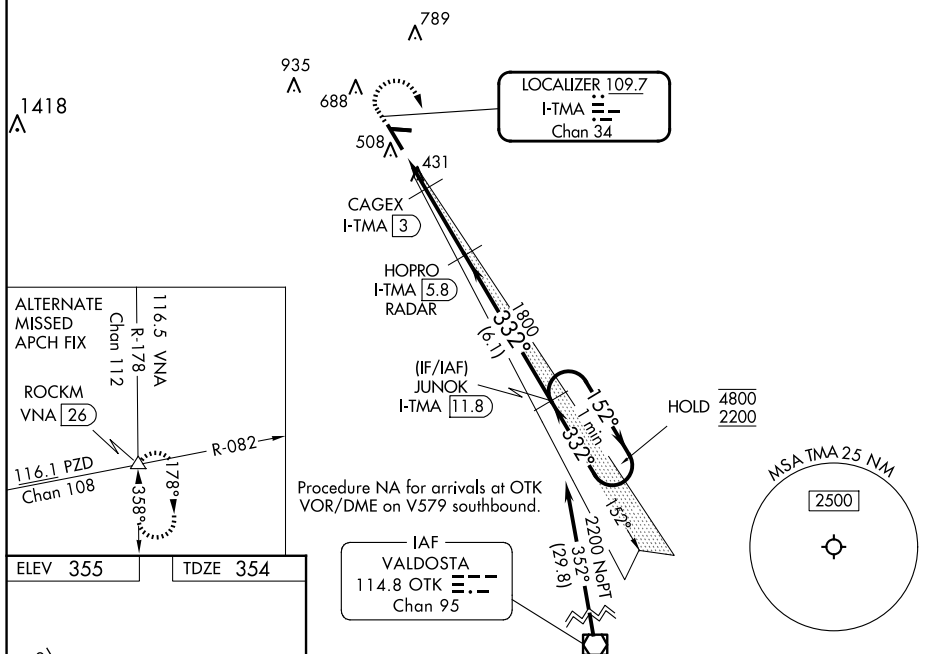 789
935
688
1418
508
431
LOCALIZER 109.7
I-TMA
Chan 34
CAGEX
I-TMA 3
HOPRO
I-TMA 5.8
RADAR
1800
332°
(6.1)
(IF/IAF)
JUNOK
I-TMA 11.8
152°
1 min
332°
HOLD 4800
2200
152°
ALTERNATE
MISSED
APCH FIX
116.5 VNA
R-178
Chan 112
ROCKM
VNA 26
R-082
116.1 PZD
Chan 108
178°
358°
Procedure NA for arrivals at OTK
VOR/DME on V579 southbound.
2200 NoPT
352°
(29.8)
IAF
VALDOSTA
114.8 OTK
Chan 95
MSA TMA 25 NM
2500
ELEV 355
TDZE 354